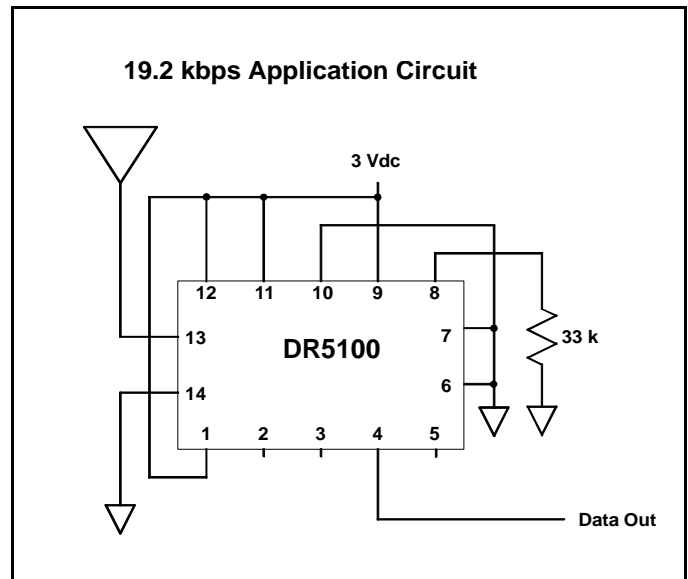 19.2 kbps Application Circuit
3 Vdc
12 11 10 9 8
13
7
33 k
DR5100
14
6
1 2 3 4 5
Data Out